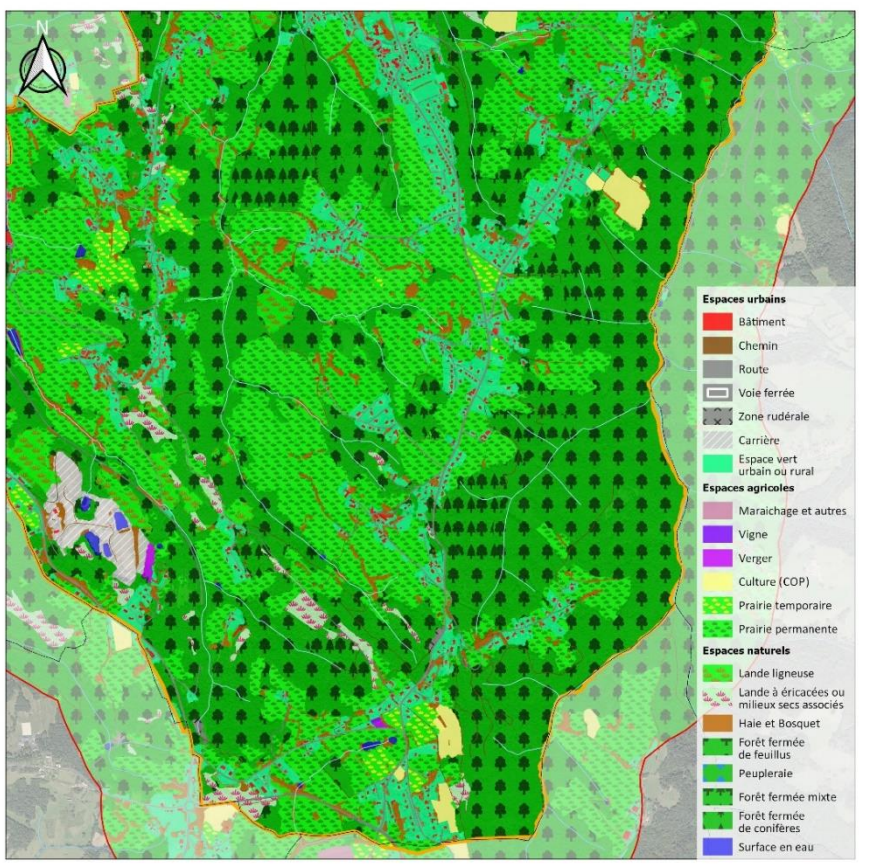 N
Espaces urbains
Bâtiment
Chemin
Route
Voie ferrée
Zone rudérale
Carrière
Espace vert
urbain ou rural
Espaces agricoles
Maraichage et autres
Vigne
Verger
Culture (COP)
Prairie temporaire
Prairie permanente
Espaces naturels
Lande ligneuse
Lande à éricacées ou
milieux secs associés
Haie et Bosquet
Forêt fermée
de feuillus
Peupleraie
Forêt fermée mixte
Forêt fermée
de conifères
Surface en eau